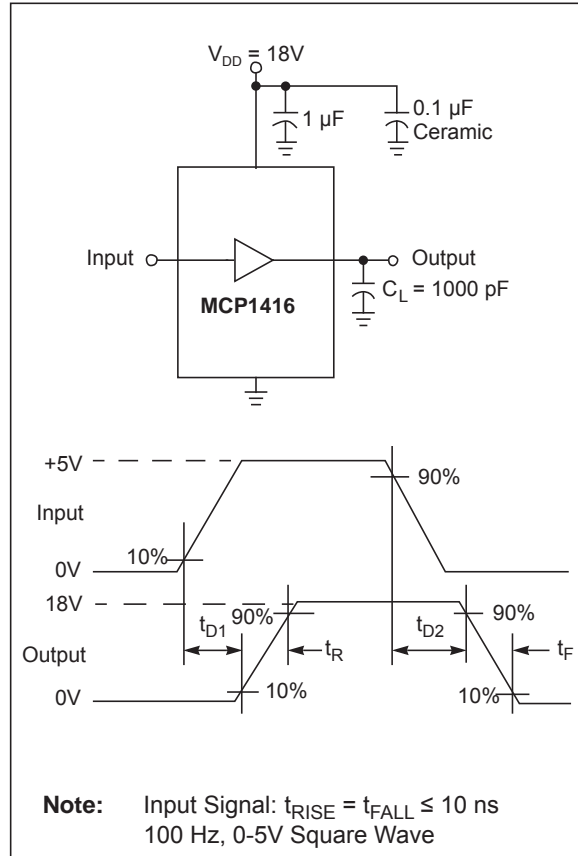 V_DD = 18V
1 µF
0.1 µF
Ceramic
Input
Output
C_L = 1000 pF
MCP1416
+5V
90%
Input
10%
0V
18V
90%
t_D1
t_R
t_D2
90%
t_F
Output
0V
10%
10%
Note: Input Signal: t_RISE = t_FALL ≤ 10 ns
100 Hz, 0-5V Square Wave